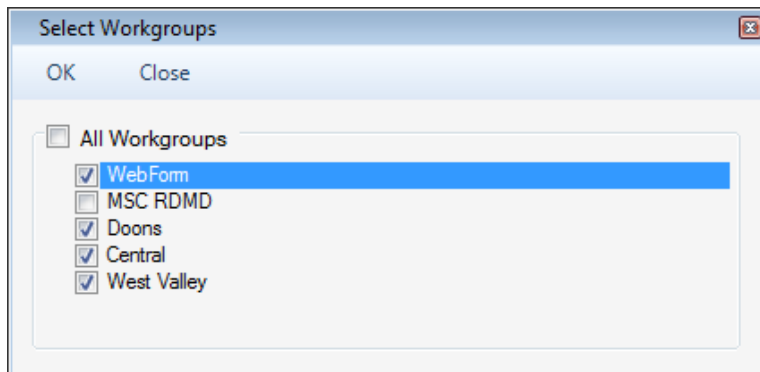 Select Workgroups
OK Close
All Workgroups
WebForm
MSC RDMD
Doons
Central
West Valley